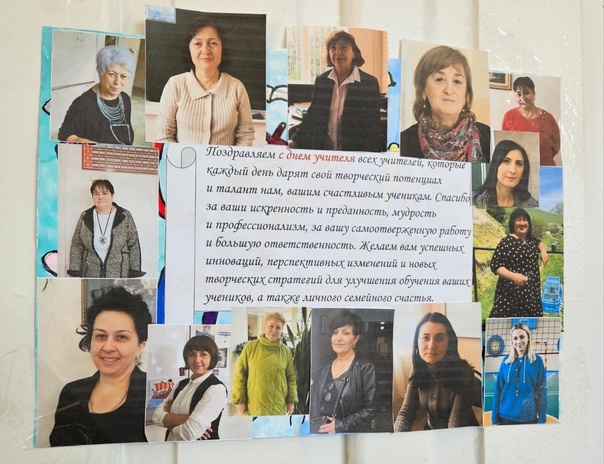 Поздравляем с днем учителя всех учителей, которые
каждый день дарят свой творческий потенциал
и талант нам, вашим счастливым ученикам. Спасибо
за ваши искренность и преданность, мудрость
и профессионализм, за вашу самоотверженную работу
и большую ответственность. Желаем вам успешных
инноваций, перспективных изменений и новых
творческих стратегий для улучшения обучения ваших
учеников, а также личного семейного счастья.